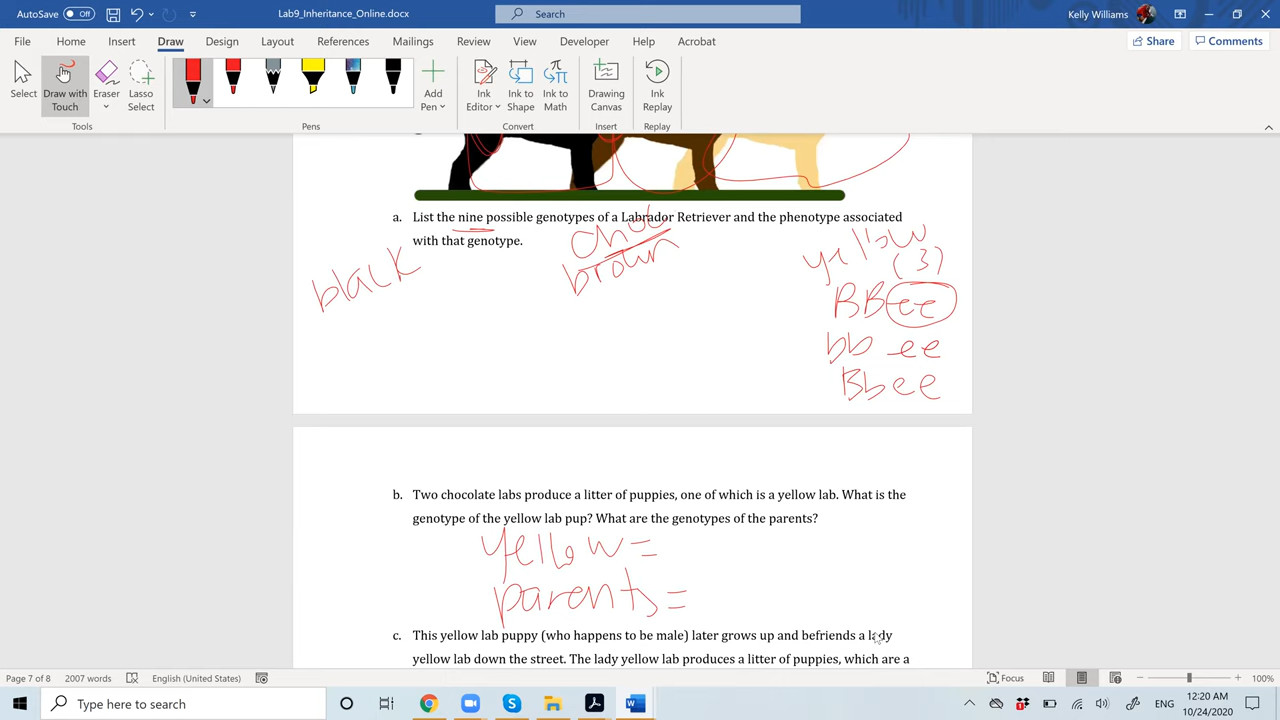 AutoSave Off Lab9_Inheritance_Online.docx Search Kelly Williams
File Home Insert Draw Design Layout References Mailings Review View Developer Help Acrobat Share Comments
Select Draw with Touch Eraser Lasso Select Add Pen Ink Editor Ink to Shape Ink to Math Drawing Canvas Ink Replay
Tools Pens Convert Insert Replay
a. List the nine possible genotypes of a Labrador Retriever and the phenotype associated
with that genotype.
black
choc
brown
yellow
(3)
BBee
bb ee
Bbee
b. Two chocolate labs produce a litter of puppies, one of which is a yellow lab. What is the
genotype of the yellow lab pup? What are the genotypes of the parents?
yellow =
parents =
c. This yellow lab puppy (who happens to be male) later grows up and befriends a lady
yellow lab down the street. The lady yellow lab produces a litter of puppies, which are a
Page 7 of 8 2007 words English (United States) Focus 100%
Type here to search ENG 12:20 AM
10/24/2020